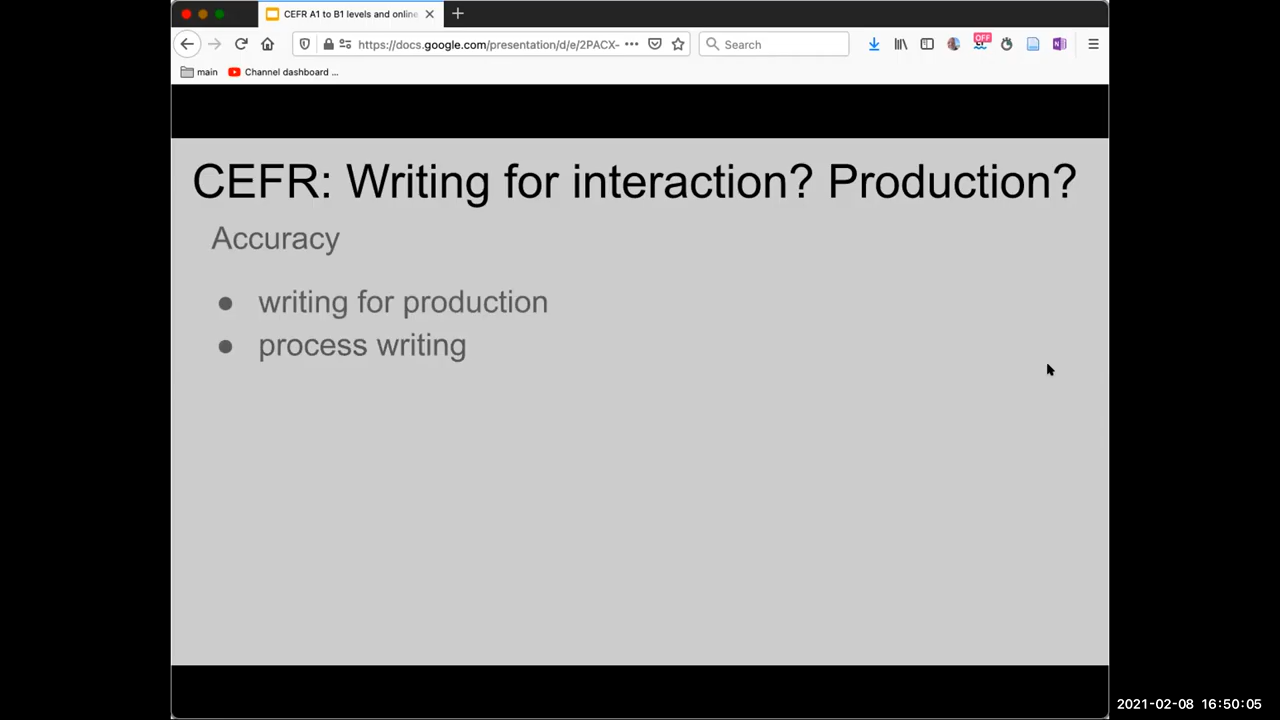 CEFR A1 to B1 levels and online
https://docs.google.com/presentation/d/e/2PACX-
Search
OFF
main
Channel dashboard ...
CEFR: Writing for interaction? Production?
Accuracy
● writing for production
● process writing
2021-02-08 16:50:05